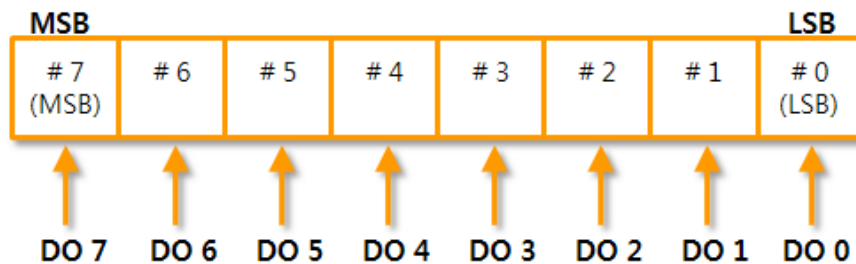 MSB LSB
# 7 # 6 # 5 # 4 # 3 # 2 # 1 # 0
(MSB) (LSB)
DO 7 DO 6 DO 5 DO 4 DO 3 DO 2 DO 1 DO 0